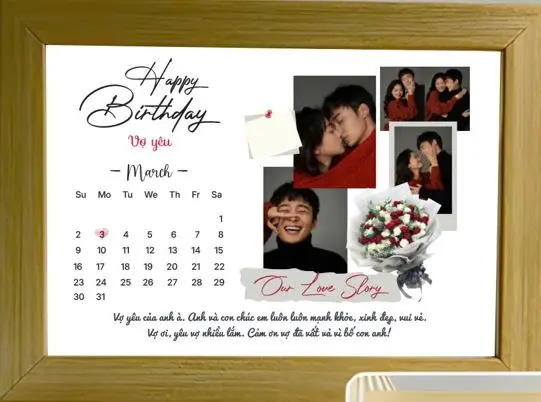 Happy
Birthday
Vợ yêu
- March -
Su Mo Tu We Th Fr Sa
1
2 3 4 5 6 7 8
9 10 11 12 13 14 15
16 17 18 19 20 21 22
23 24 25 26 27 28 29
30 31
Our Love Story
Vợ yêu của anh à. Anh và con chúc em luôn luôn mạnh khỏe, xinh đẹp, vui vẻ.
Vợ ơi, yêu vợ nhiều lắm. Cảm ơn vợ đã vất vả vì bố con anh!